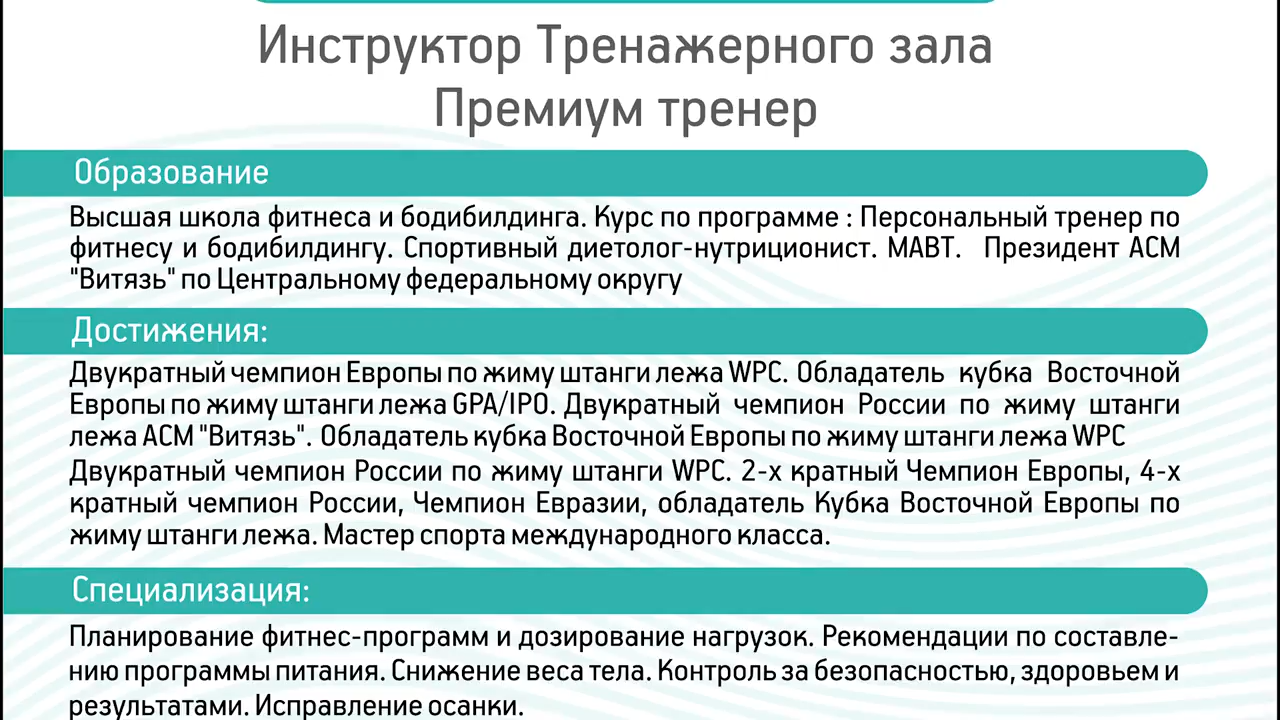 Инструктор Тренажерного зала
Премиум тренер
Образование
Высшая школа фитнеса и бодибилдинга. Курс по программе : Персональный тренер по
фитнесу и бодибилдингу. Спортивный диетолог-нутриционист. МАВТ. Президент АСМ
"Витязь" по Центральному федеральному округу
Достижения:
Двукратный чемпион Европы по жиму штанги лежа WPC. Обладатель кубка Восточной
Европы по жиму штанги лежа GPA/IPO. Двукратный чемпион России по жиму штанги
лежа АСМ "Витязь". Обладатель кубка Восточной Европы по жиму штанги лежа WPC
Двукратный чемпион России по жиму штанги WPC. 2-х кратный Чемпион Европы, 4-х
кратный чемпион России, Чемпион Евразии, обладатель Кубка Восточной Европы по
жиму штанги лежа. Мастер спорта международного класса.
Специализация:
Планирование фитнес-программ и дозирование нагрузок. Рекомендации по составле-
нию программы питания. Снижение веса тела. Контроль за безопасностью, здоровьем и
результатами. Исправление осанки.